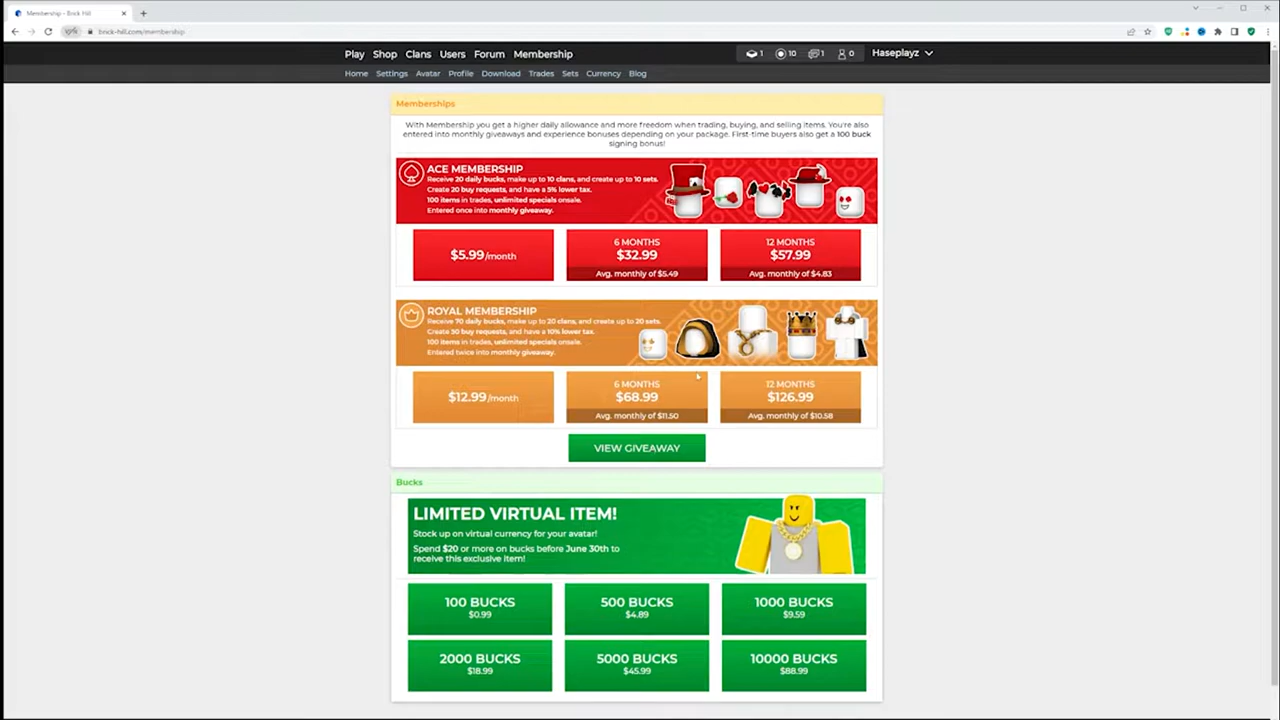 Membership - Brick Hill
brick-hill.com/membership
Play Shop Clans Users Forum Membership
1 10 1 0 Haseplayz
Home Settings Avatar Profile Download Trades Sets Currency Blog
Memberships
With Membership you get a higher daily allowance and more freedom when trading, buying, and selling items. You're also
entered into monthly giveaways and experience bonuses depending on your package. First-time buyers also get a 100 buck
signing bonus!
ACE MEMBERSHIP
Receive 20 daily bucks, make up to 10 clans, and create up to 10 sets.
Create 20 buy requests, and have a 5% lower tax.
100 items in trades, unlimited specials onsale.
Entered once into monthly giveaway.
$5.99/month
6 MONTHS
$32.99
Avg. monthly of $5.49
12 MONTHS
$57.99
Avg. monthly of $4.83
ROYAL MEMBERSHIP
Receive 70 daily bucks, make up to 20 clans, and create up to 20 sets.
Create 50 buy requests, and have a 10% lower tax.
100 items in trades, unlimited specials onsale.
Entered twice into monthly giveaway.
$12.99/month
6 MONTHS
$68.99
Avg. monthly of $11.50
12 MONTHS
$126.99
Avg. monthly of $10.58
VIEW GIVEAWAY
Bucks
LIMITED VIRTUAL ITEM!
Stock up on virtual currency for your avatar!
Spend $20 or more on bucks before June 30th to
receive this exclusive item!
100 BUCKS
$0.99
500 BUCKS
$4.89
1000 BUCKS
$9.59
2000 BUCKS
$18.99
5000 BUCKS
$45.99
10000 BUCKS
$88.99